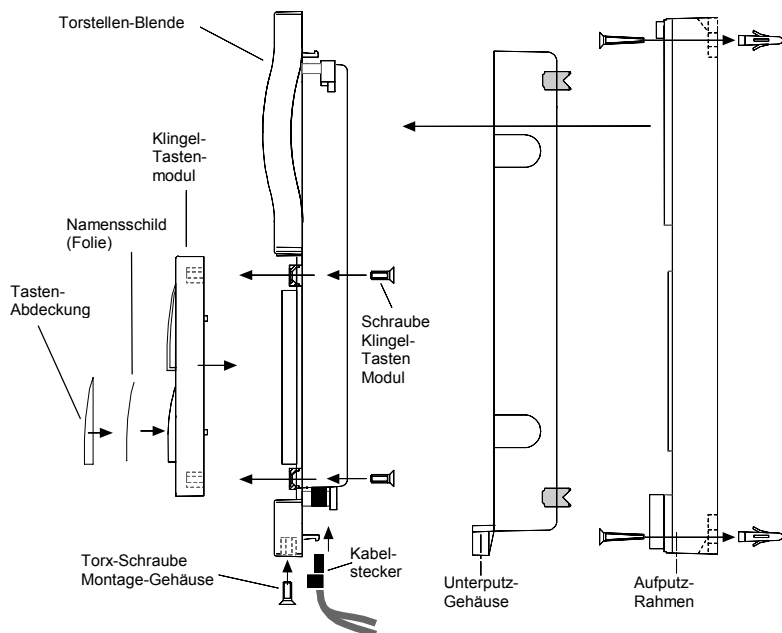 Torstellen-Blende
Klingel-
Tasten-
modul
Namensschild
(Folie)
Tasten-
Abdeckung
Schraube
Klingel-
Tasten
Modul
Torx-Schraube
Montage-Gehäuse
Kabel-
stecker
Unterputz-
Gehäuse
Aufputz-
Rahmen